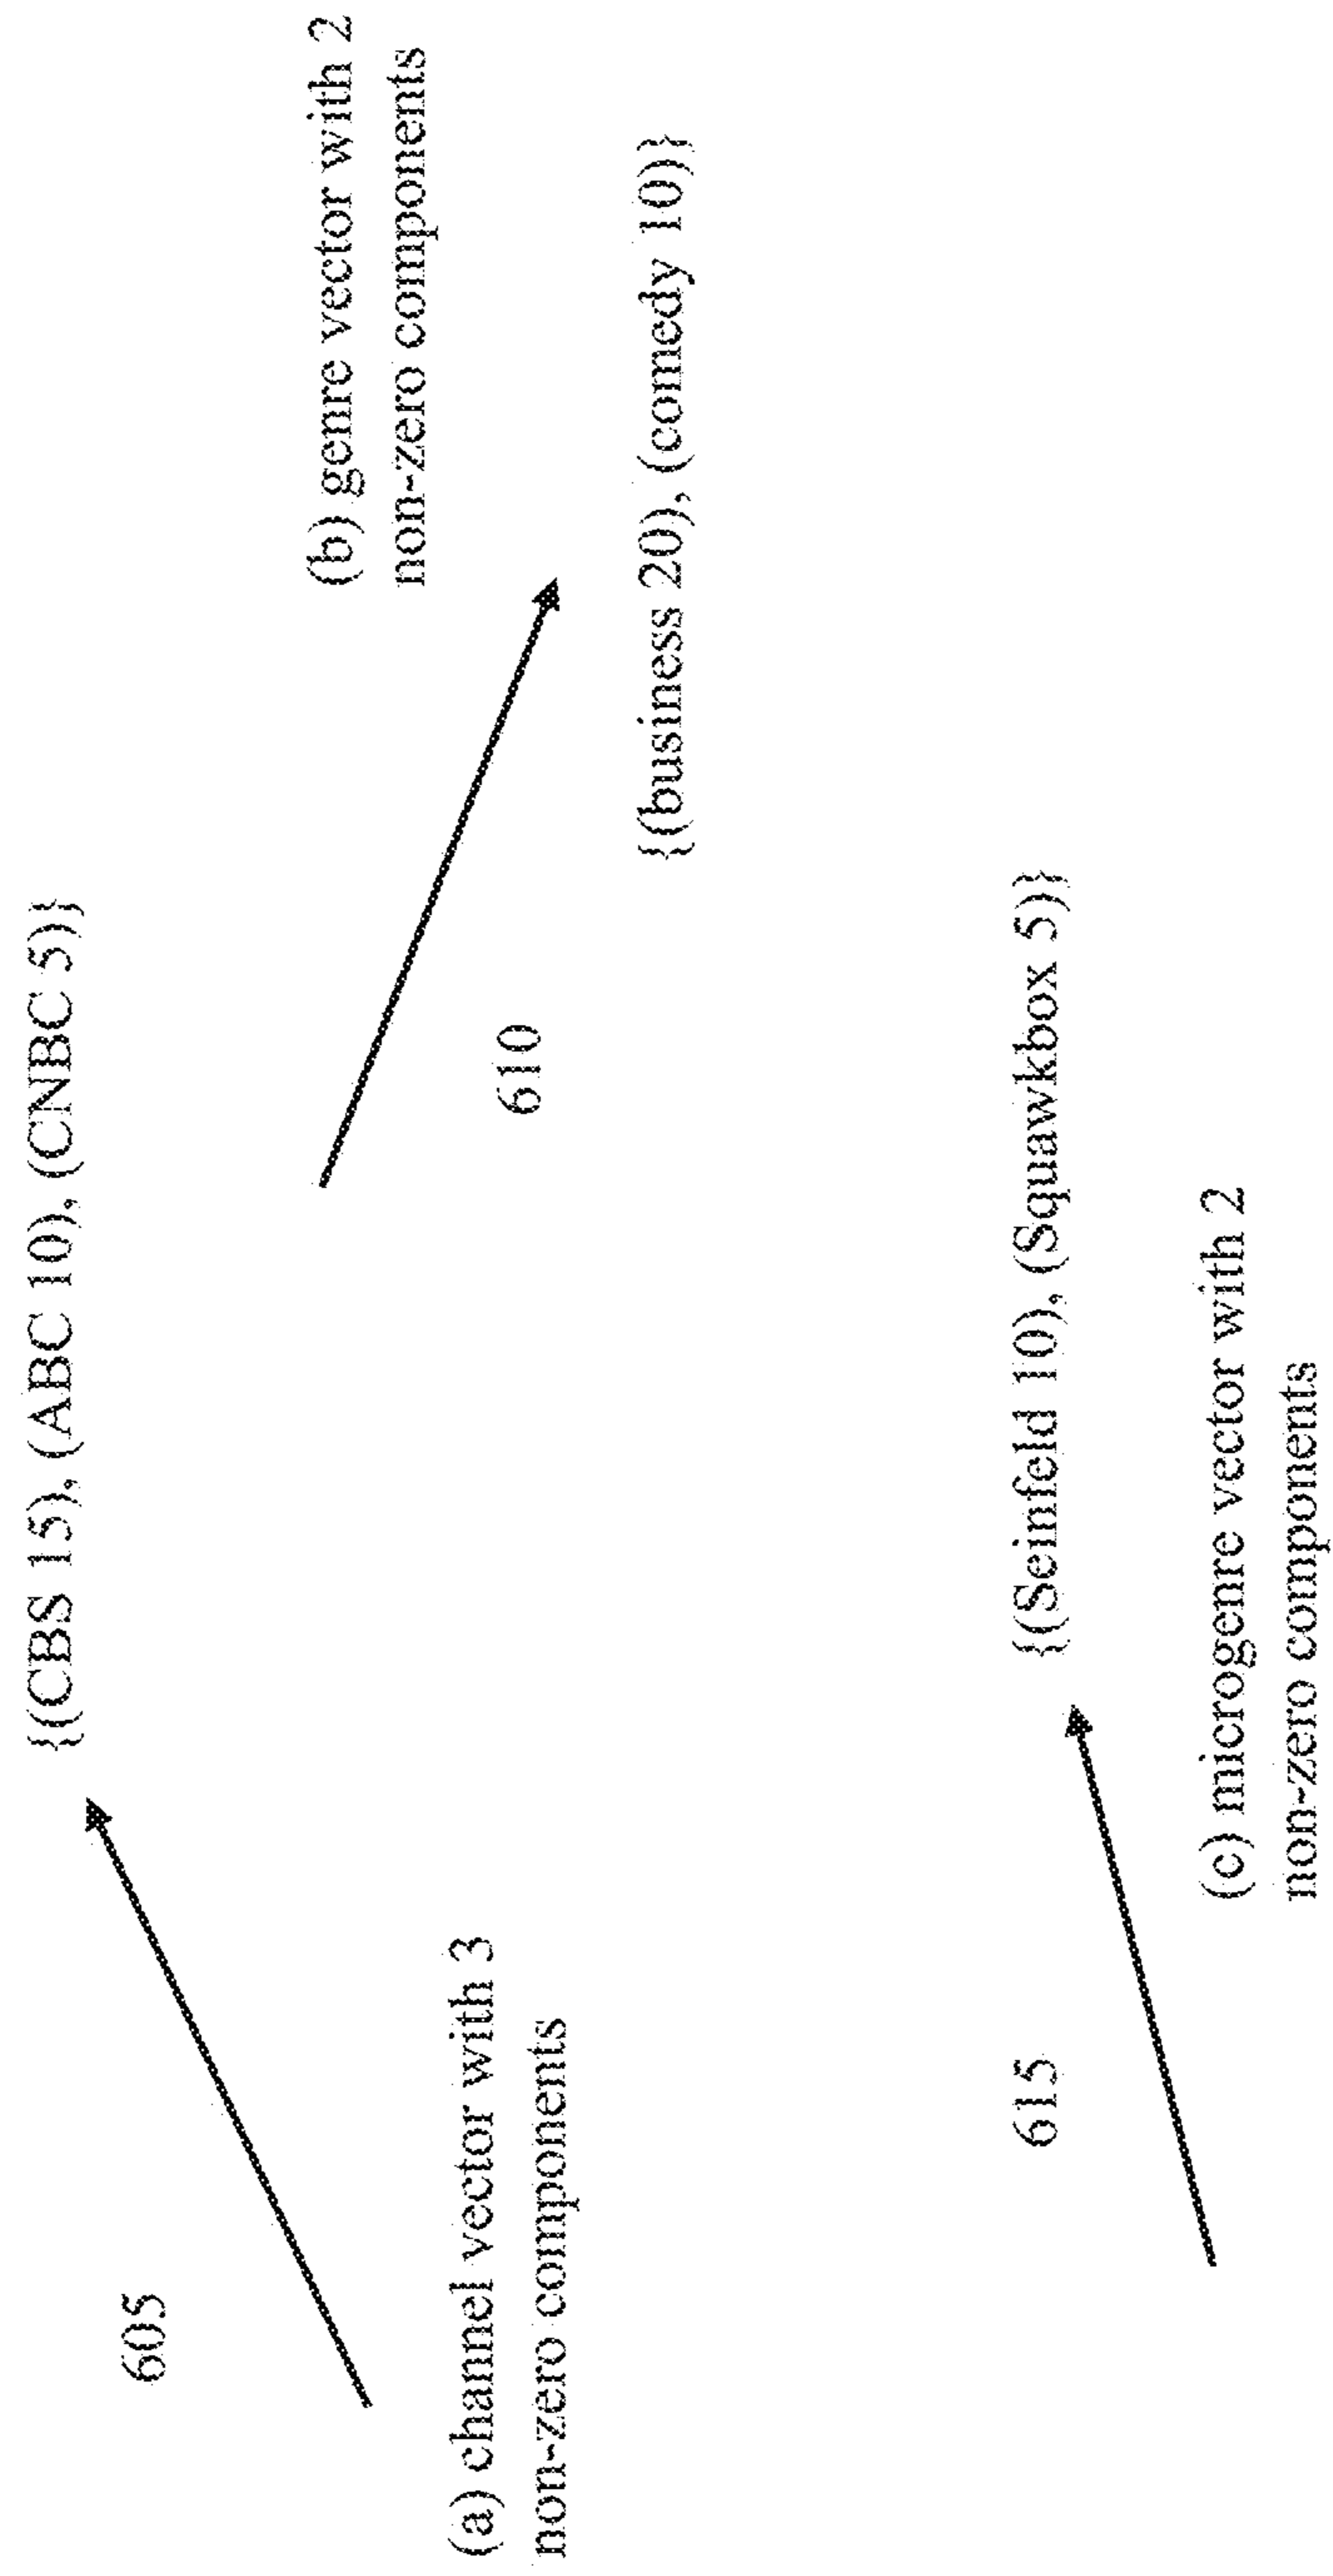 {(CBS 15), (ABC 10), (CNBC 5)}
605
(a) channel vector with 3
non-zero components
(b) genre vector with 2
non-zero components
610
{(business 20), (comedy 10)}
615
{(Seinfeld 10), (Squawkbox 5)}
(c) microgenre vector with 2
non-zero components